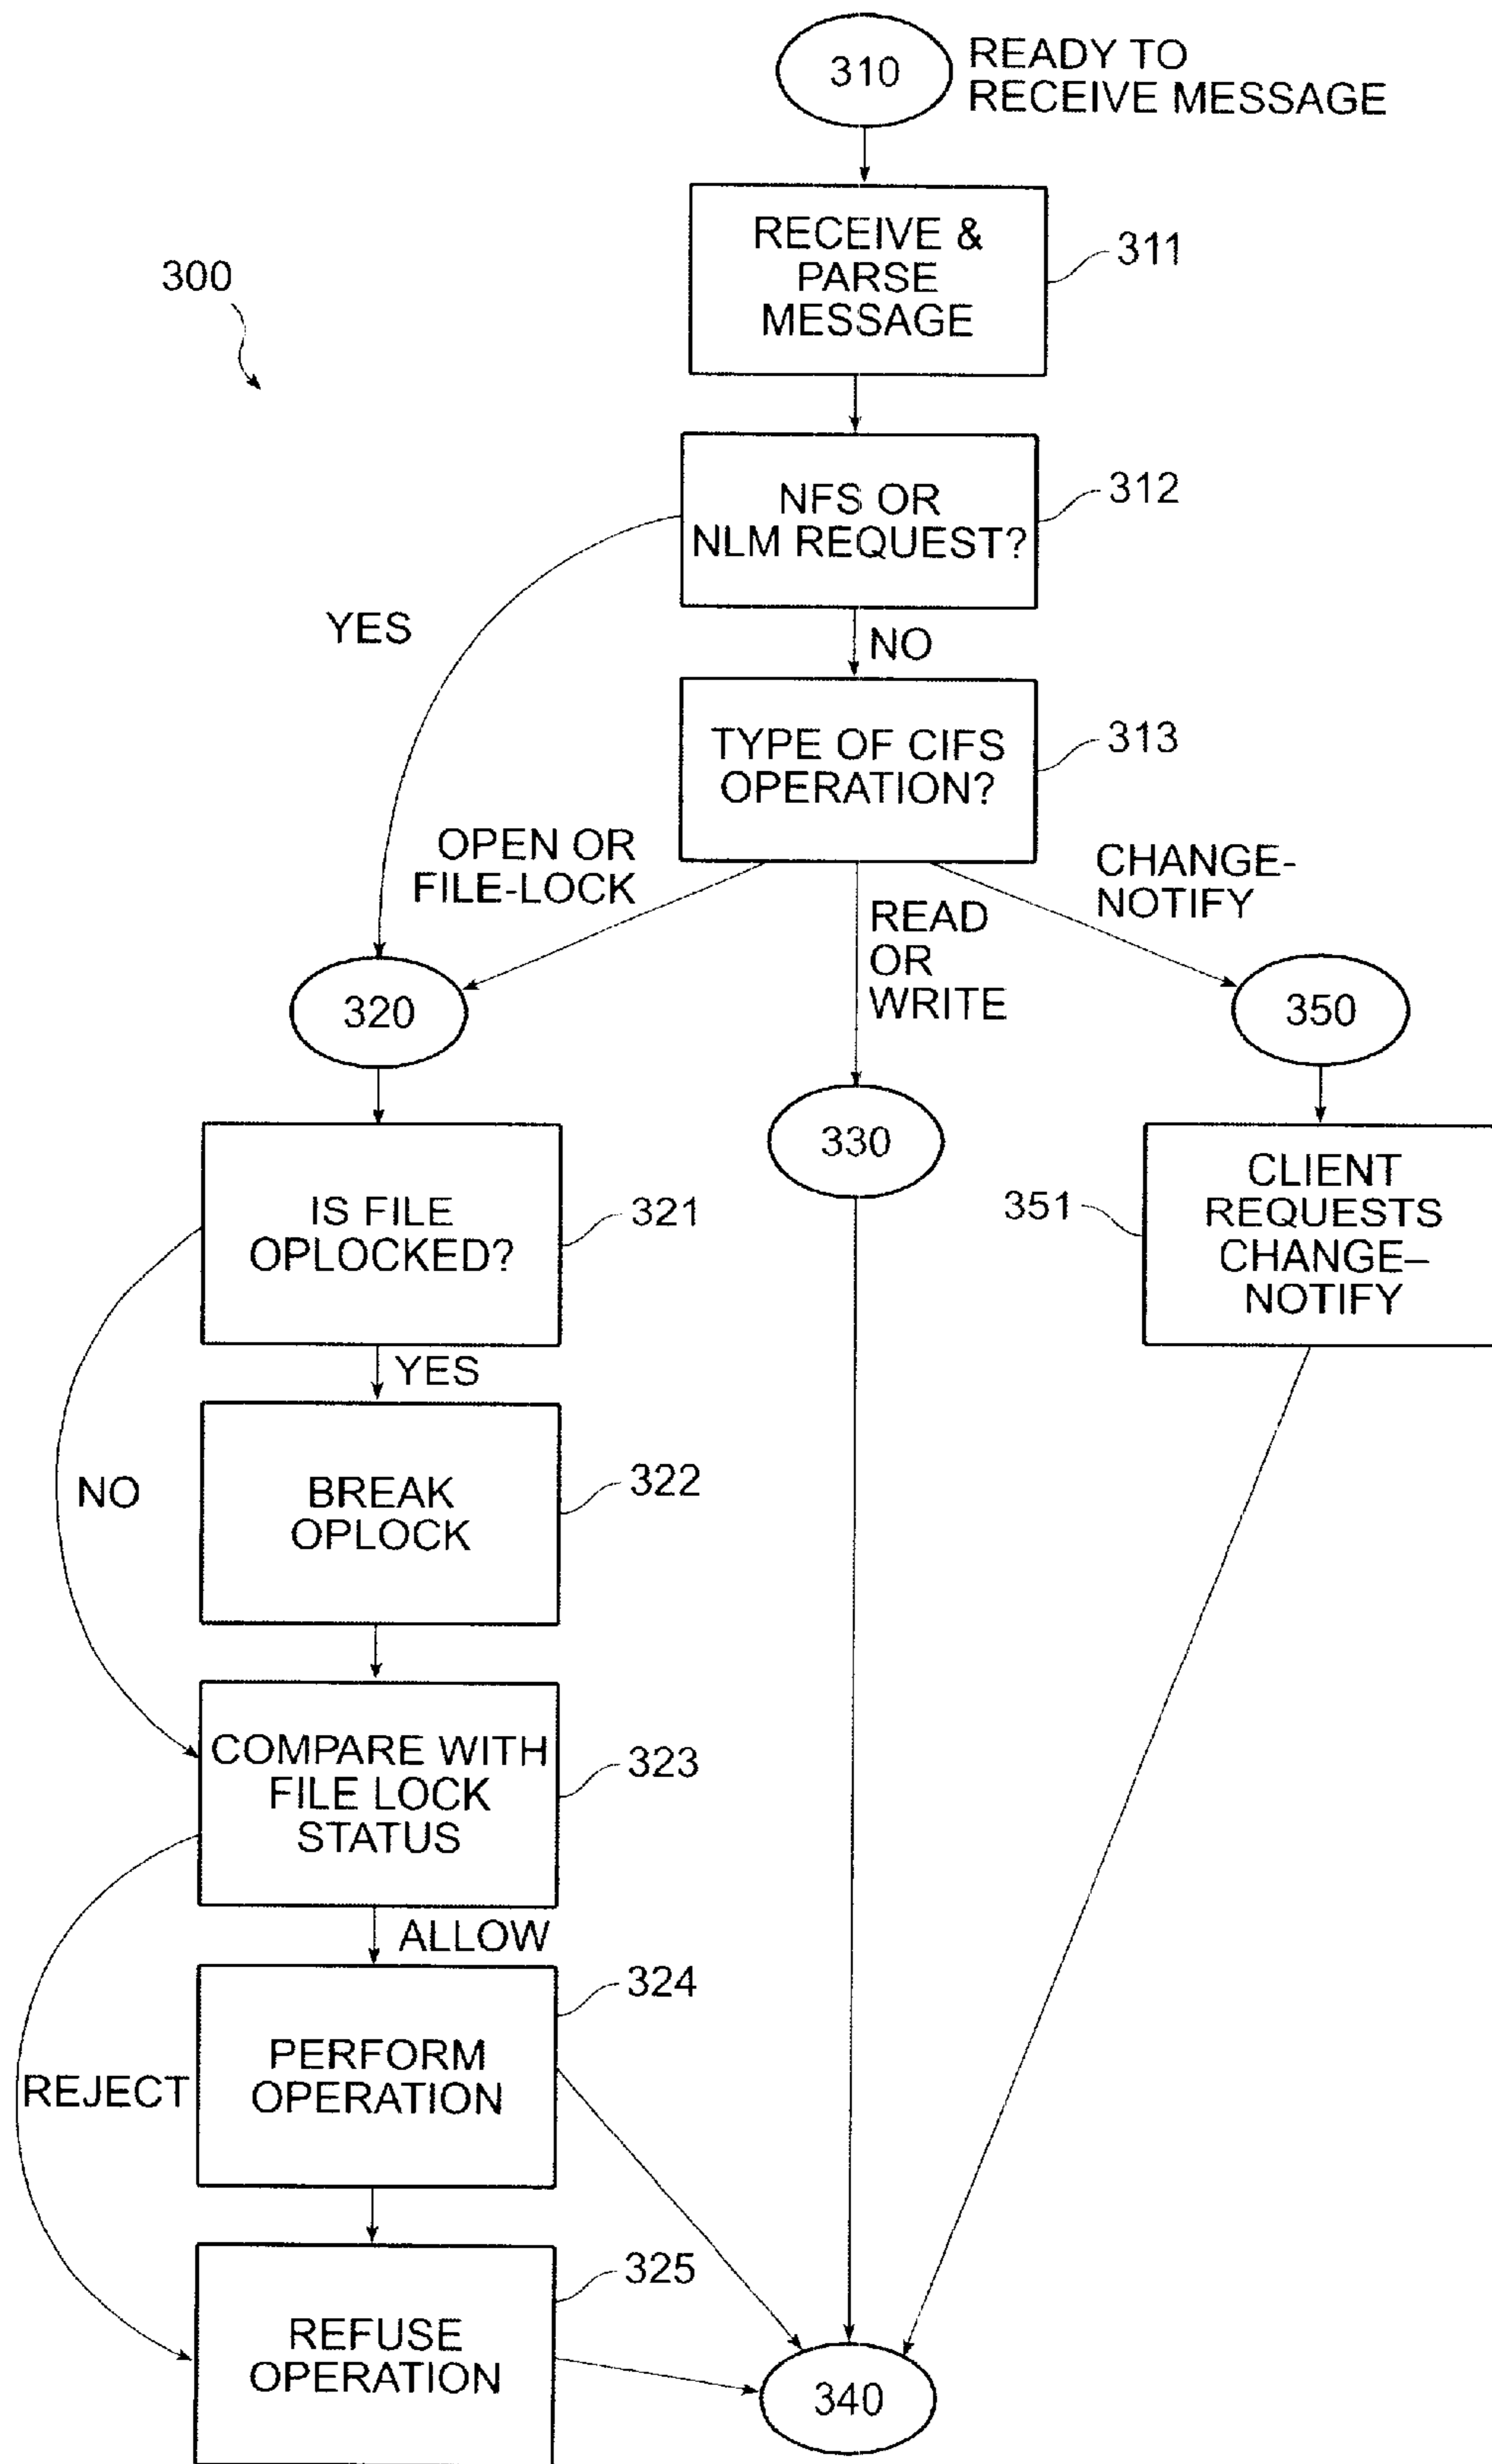 310
READY TO
RECEIVE MESSAGE
RECEIVE &
PARSE
MESSAGE
311
300
NFS OR
NLM REQUEST?
312
YES
NO
TYPE OF CIFS
OPERATION?
313
OPEN OR
FILE-LOCK
READ
OR
WRITE
CHANGE-
NOTIFY
320
330
350
IS FILE
OPLOCKED?
321
351
CLIENT
REQUESTS
CHANGE–
NOTIFY
YES
NO
BREAK
OPLOCK
322
COMPARE WITH
FILE LOCK
STATUS
323
ALLOW
REJECT
PERFORM
OPERATION
324
REFUSE
OPERATION
325
340